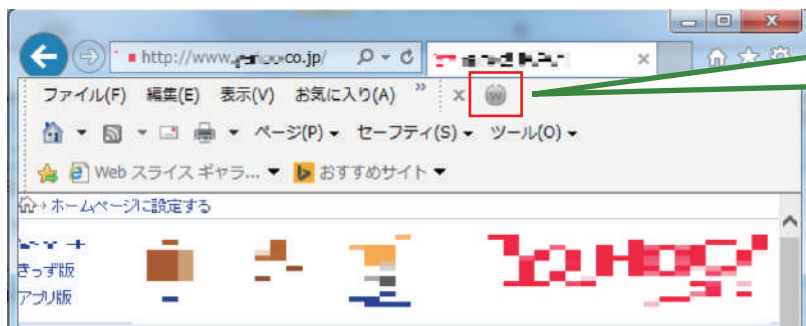 http://www. co.jp/
ファイル(F) 編集(E) 表示(V) お気に入り(A) » x W
ページ(P) セーフティ(S) ツール(O)
Web スライス ギャラ... おすすめサイト
ホームページに設定する
きっず版
アプリ版